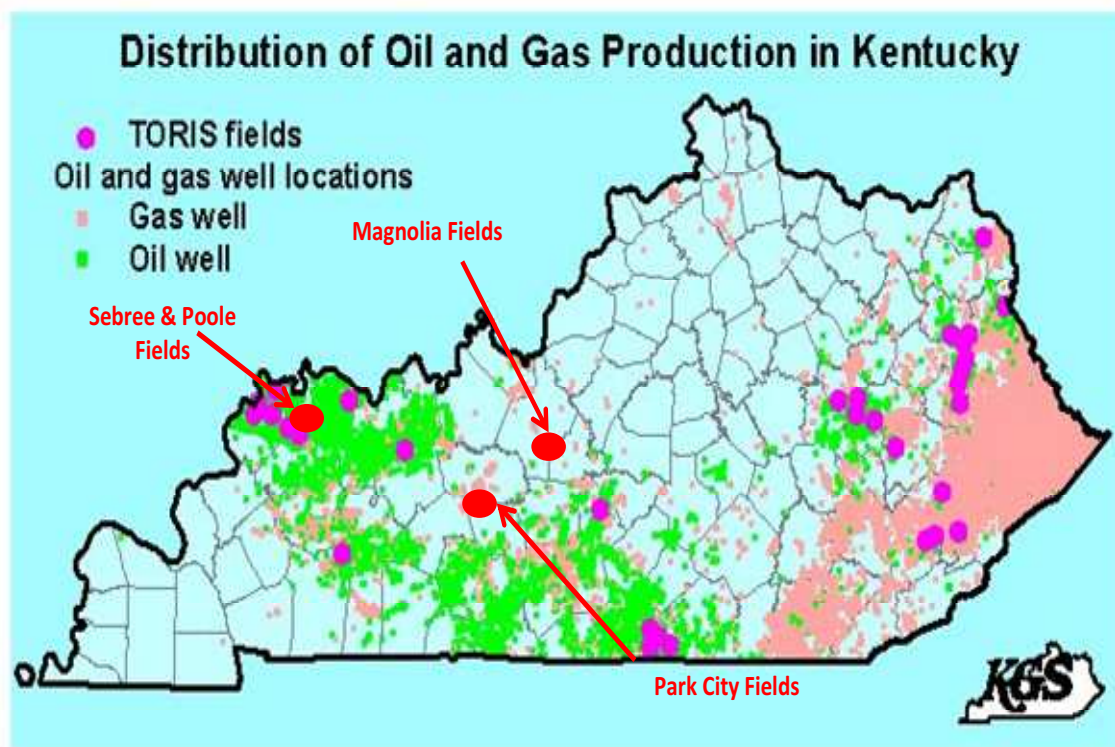 Distribution of Oil and Gas Production in Kentucky
TORIS fields
Oil and gas well locations
Gas well
Oil well
Magnolia Fields
Sebree & Poole
Fields
Park City Fields
KGS